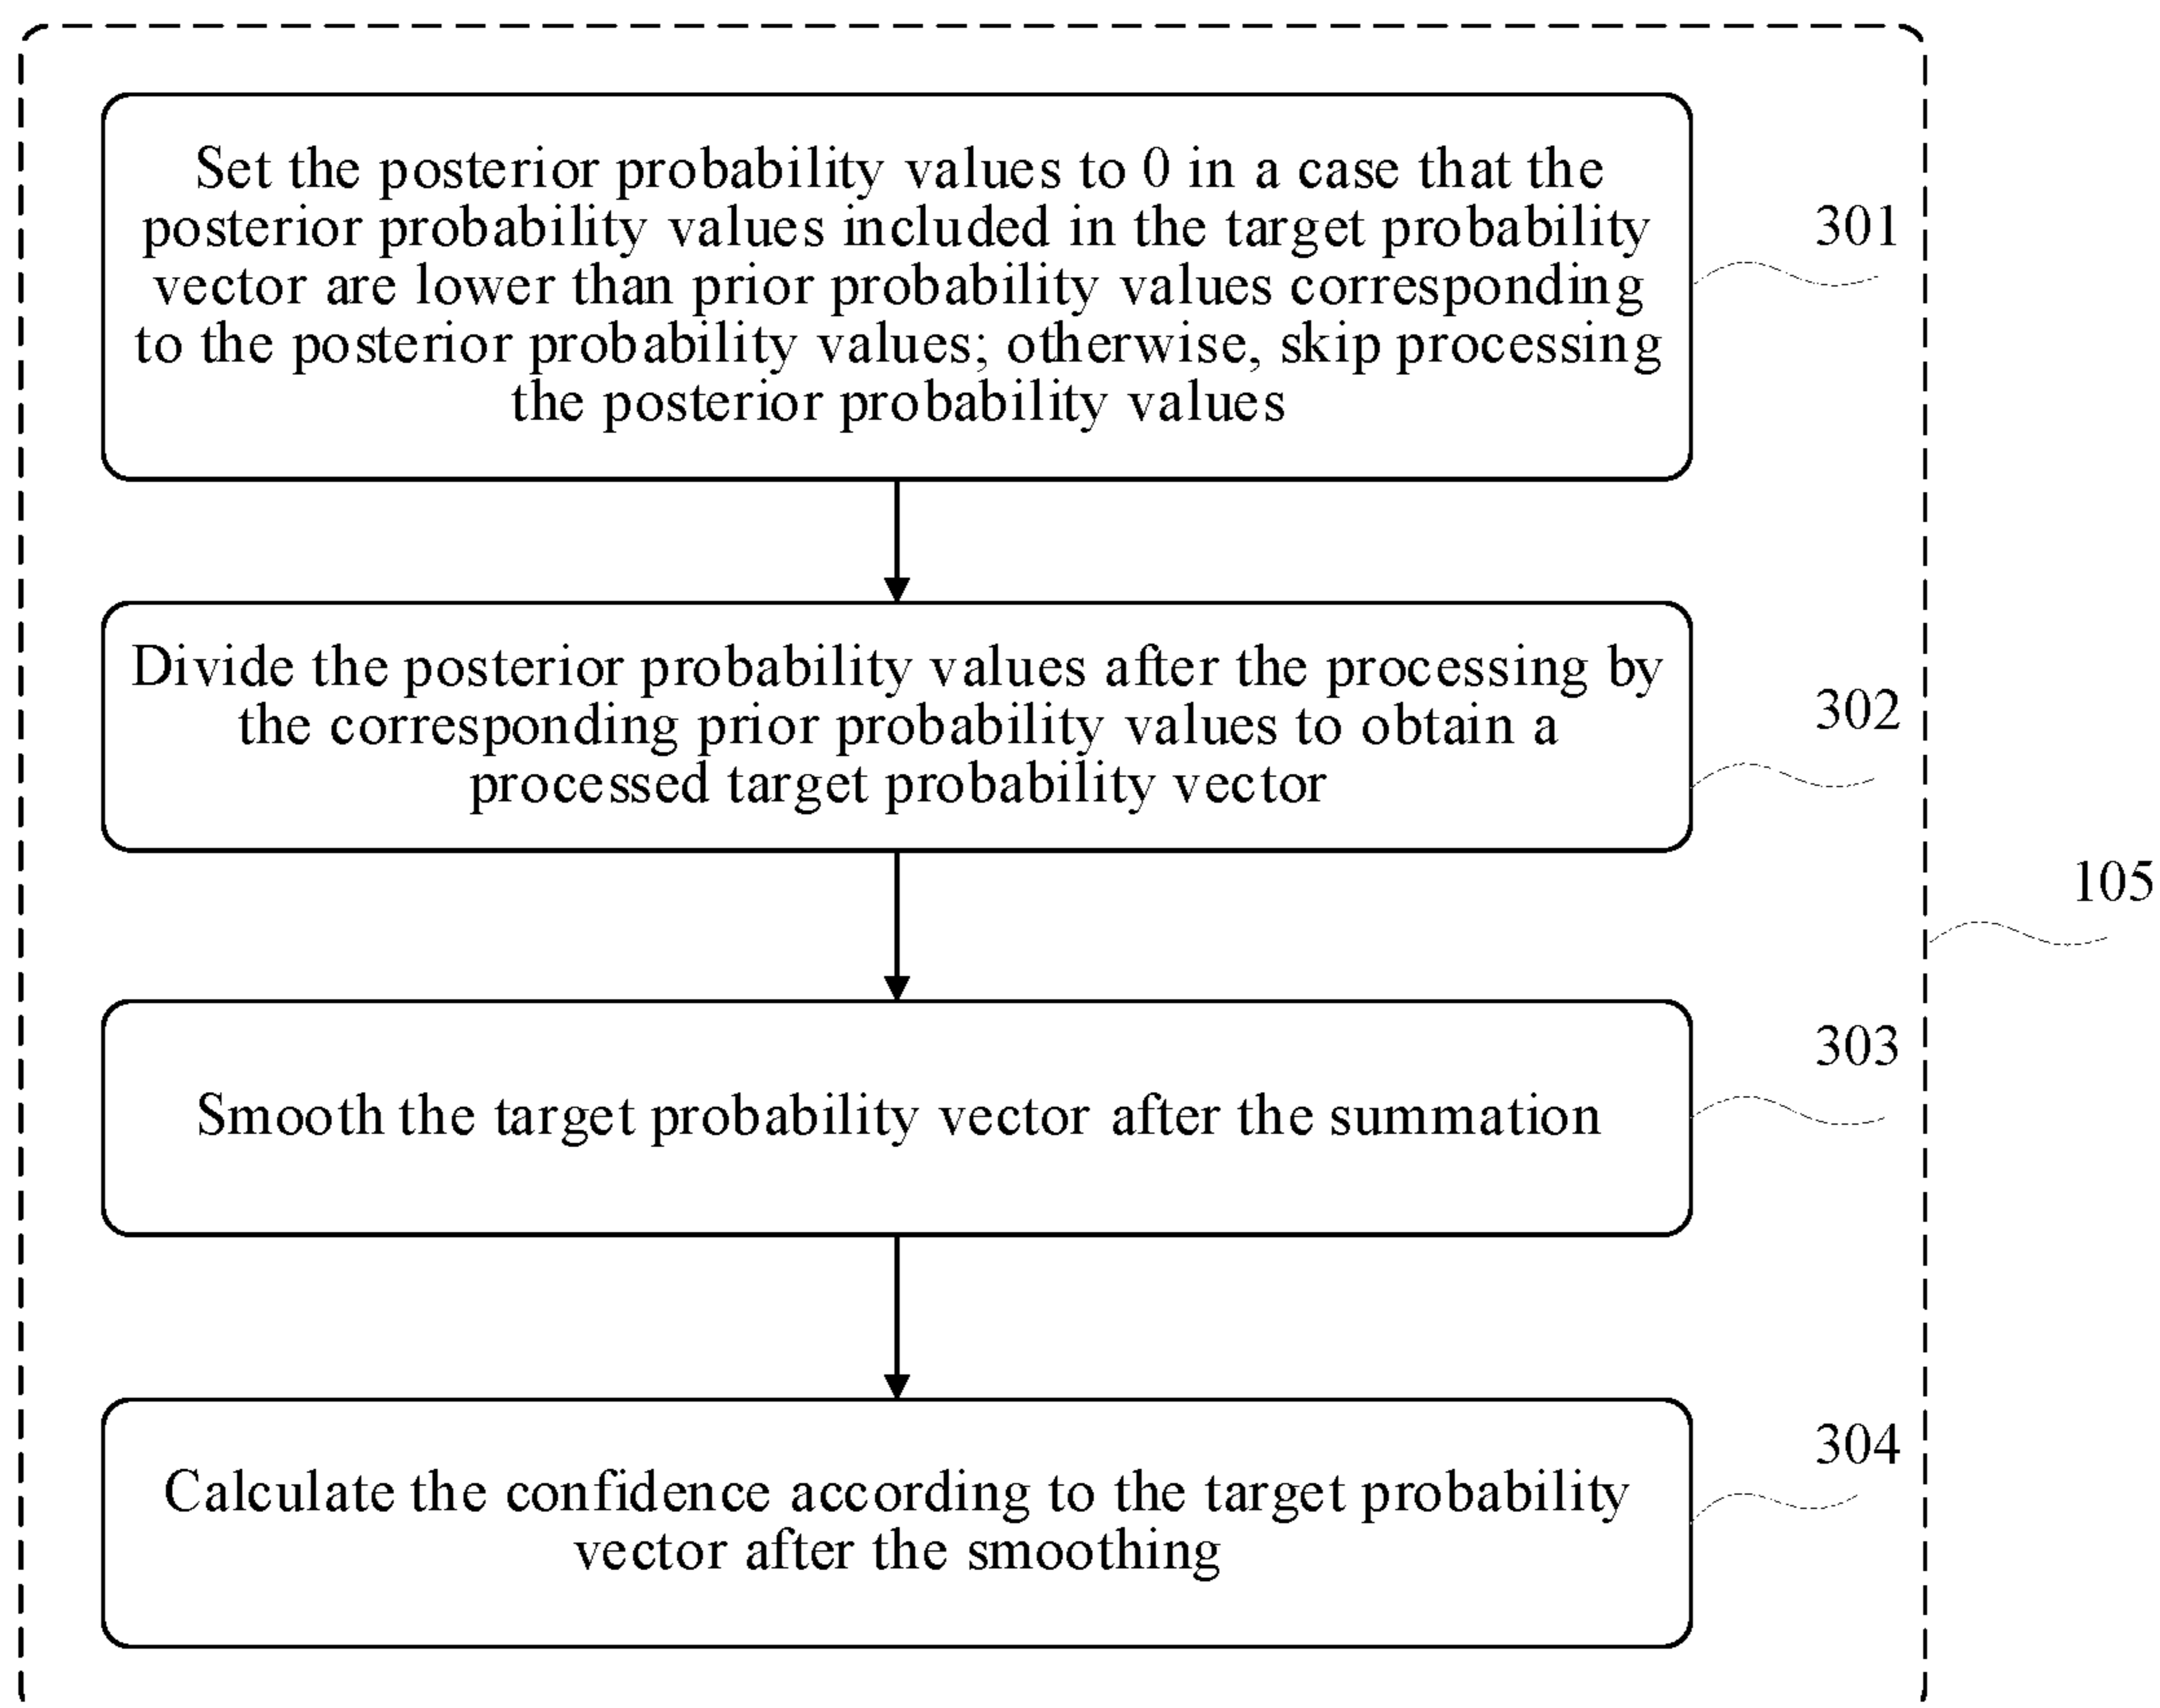 Set the posterior probability values to 0 in a case that the
posterior probability values included in the target probability
vector are lower than prior probability values corresponding
to the posterior probability values; otherwise, skip processing
the posterior probability values
301
Divide the posterior probability values after the processing by
the corresponding prior probability values to obtain a
processed target probability vector
302
105
Smooth the target probability vector after the summation
303
Calculate the confidence according to the target probability
vector after the smoothing
304